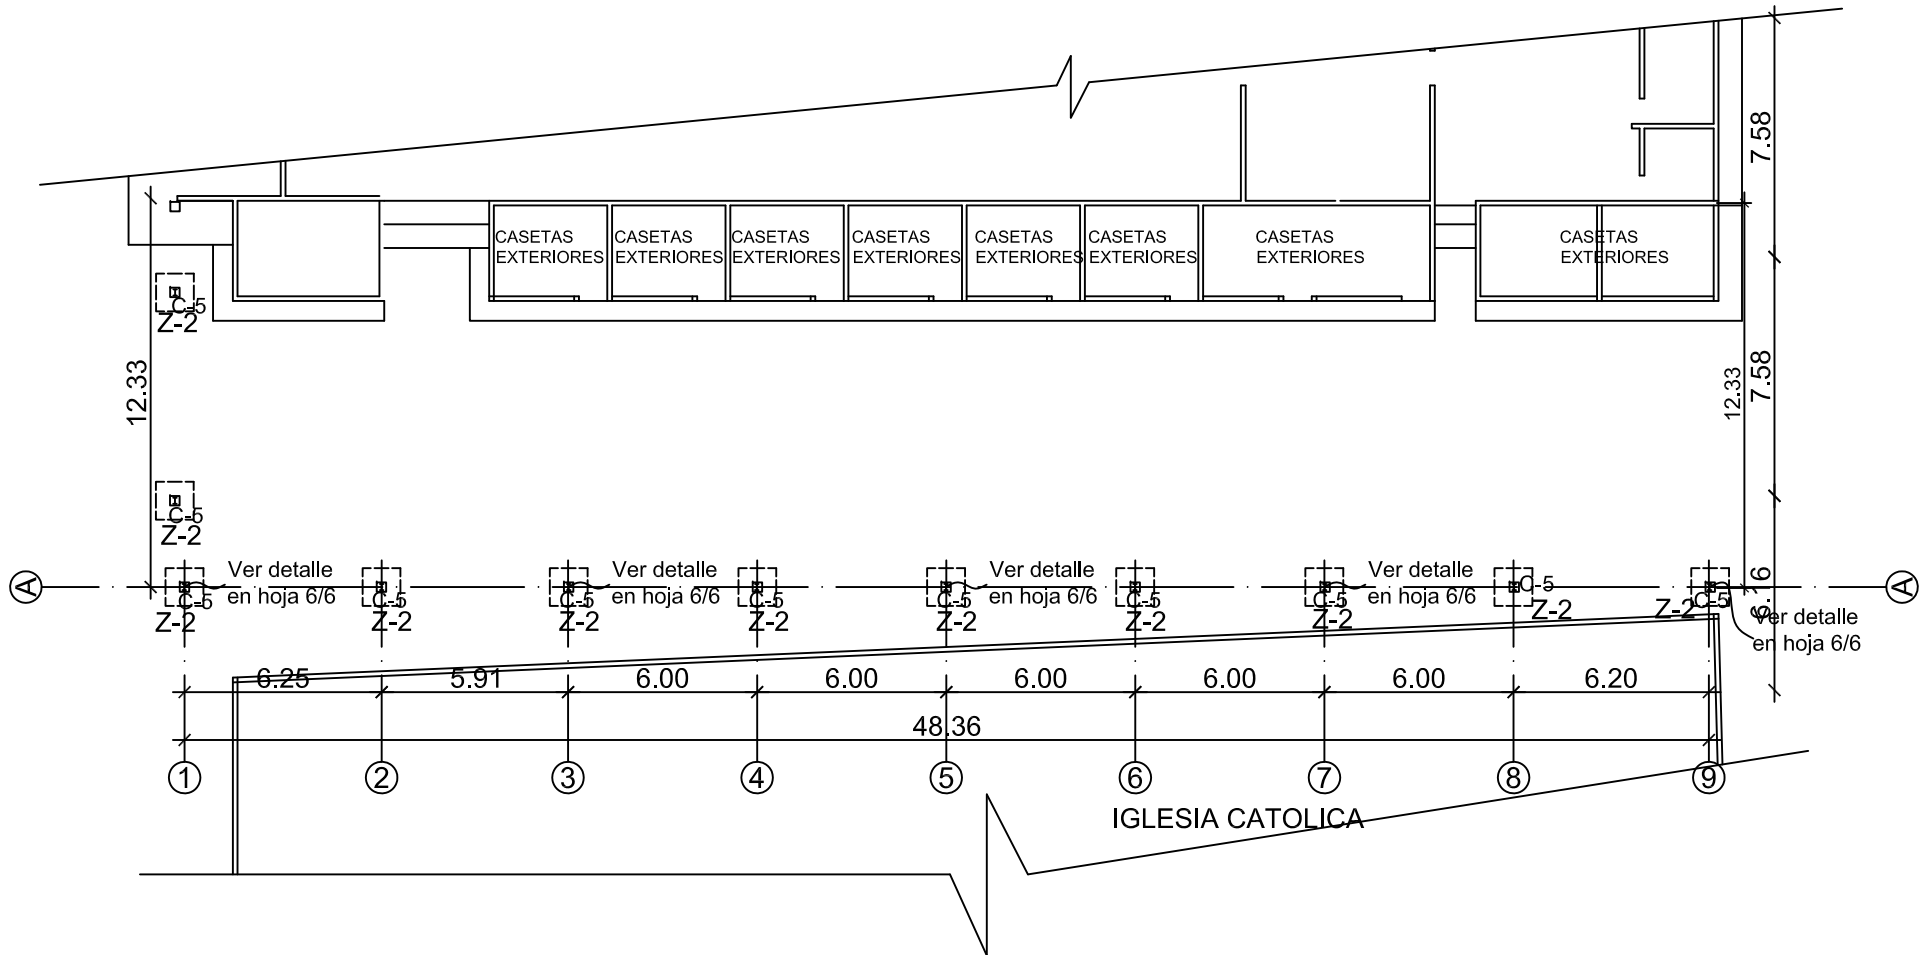 7.58
CASETAS
EXTERIORES
CASETAS
EXTERIORES
CASETAS
EXTERIORES
CASETAS
EXTERIORES
CASETAS
EXTERIORES
CASETAS
EXTERIORES
CASETAS
EXTERIORES
CASETAS
EXTERIORES
C-5
Z-2
12.33
12.33
7.58
C-5
Z-2
A
C-5
Z-2
Ver detalle
en hoja 6/6
C-5
Z-2
C-5
Z-2
Ver detalle
en hoja 6/6
C-5
Z-2
C-5
Z-2
Ver detalle
en hoja 6/6
C-5
Z-2
C-5
Z-2
Ver detalle
en hoja 6/6
C-5
Z-2
Z-2
C-5
6.16
A
Ver detalle
en hoja 6/6
6.25
5.91
6.00
6.00
6.00
6.00
6.00
6.20
48.36
1
2
3
4
5
6
7
8
9
IGLESIA CATOLICA